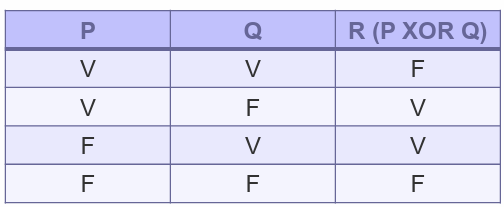 P Q R (P XOR Q)
V V F
V F V
F V V
F F F